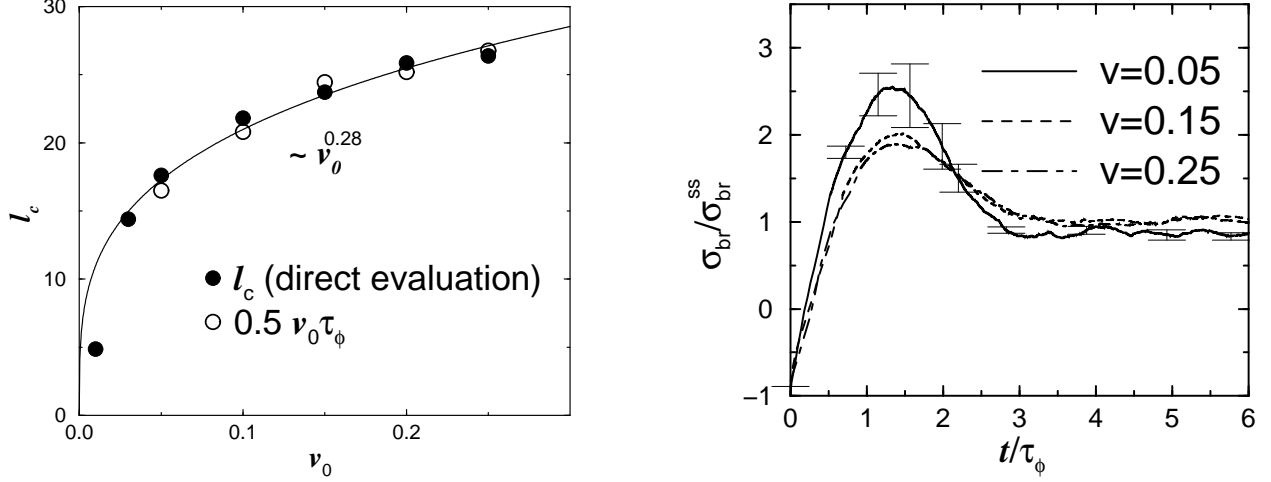 30
20
10
0
0.0
0.1
0.2
l_c
v_0
~ v_0^0.28
l_c (direct evaluation)
0.5 v_0τ_ϕ
3
2
1
0
−1
0
1
2
3
4
5
6
σ_br/σ_br^ss
t/τ_ϕ
v=0.05
v=0.15
v=0.25